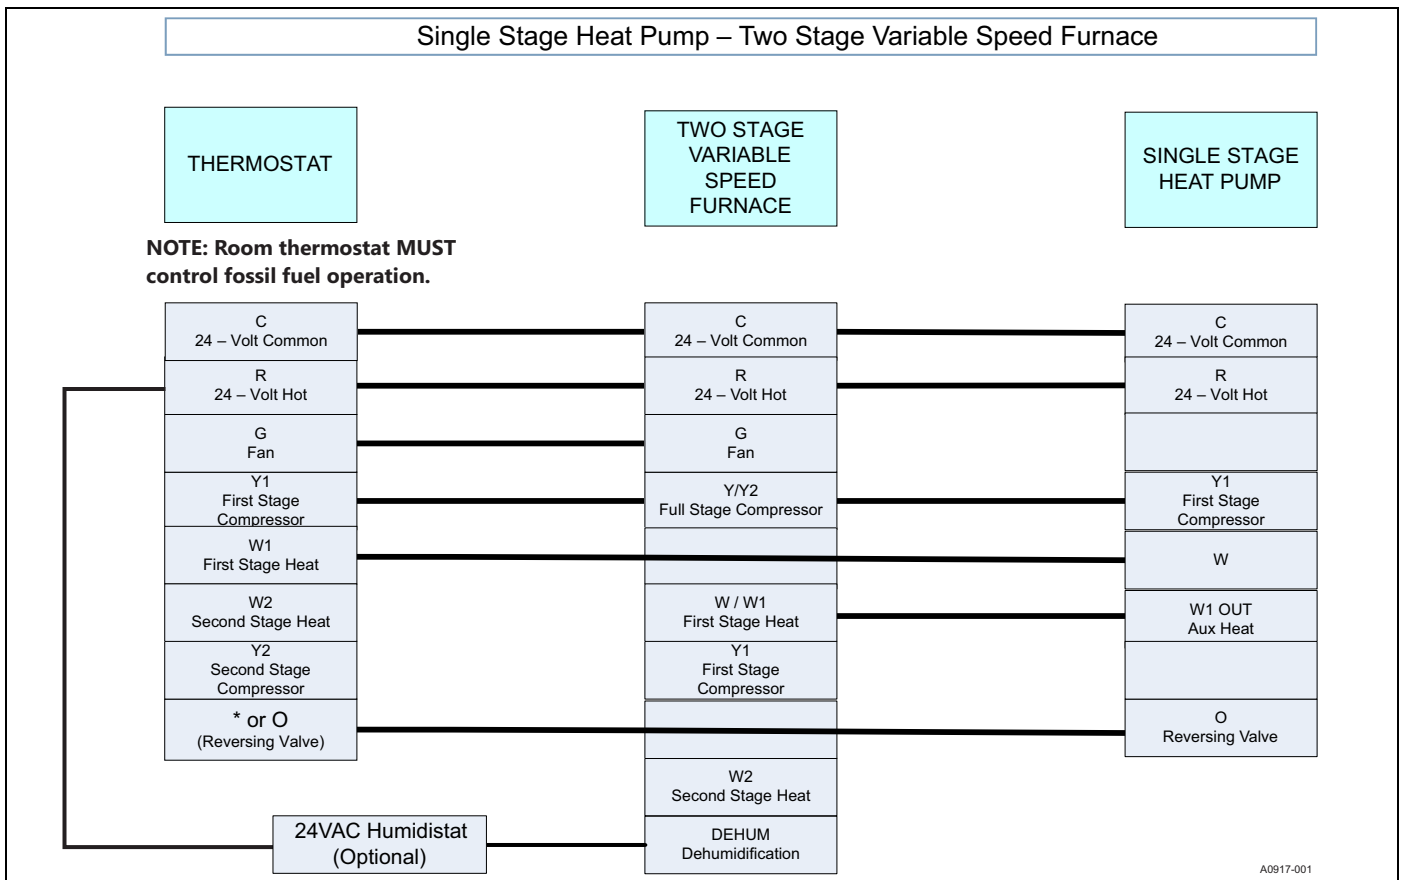 Single Stage Heat Pump – Two Stage Variable Speed Furnace
THERMOSTAT
TWO STAGE
VARIABLE
SPEED
FURNACE
SINGLE STAGE
HEAT PUMP
NOTE: Room thermostat MUST
control fossil fuel operation.
C
24 – Volt Common
C
24 – Volt Common
C
24 – Volt Common
R
24 – Volt Hot
R
24 – Volt Hot
R
24 – Volt Hot
G
Fan
G
Fan
Y1
First Stage
Compressor
Y/Y2
Full Stage Compressor
Y1
First Stage
Compressor
W1
First Stage Heat
W
W2
Second Stage Heat
W / W1
First Stage Heat
W1 OUT
Aux Heat
Y2
Second Stage
Compressor
Y1
First Stage
Compressor
* or O
(Reversing Valve)
O
Reversing Valve
W2
Second Stage Heat
24VAC Humidistat
(Optional)
DEHUM
Dehumidification
A0917-001